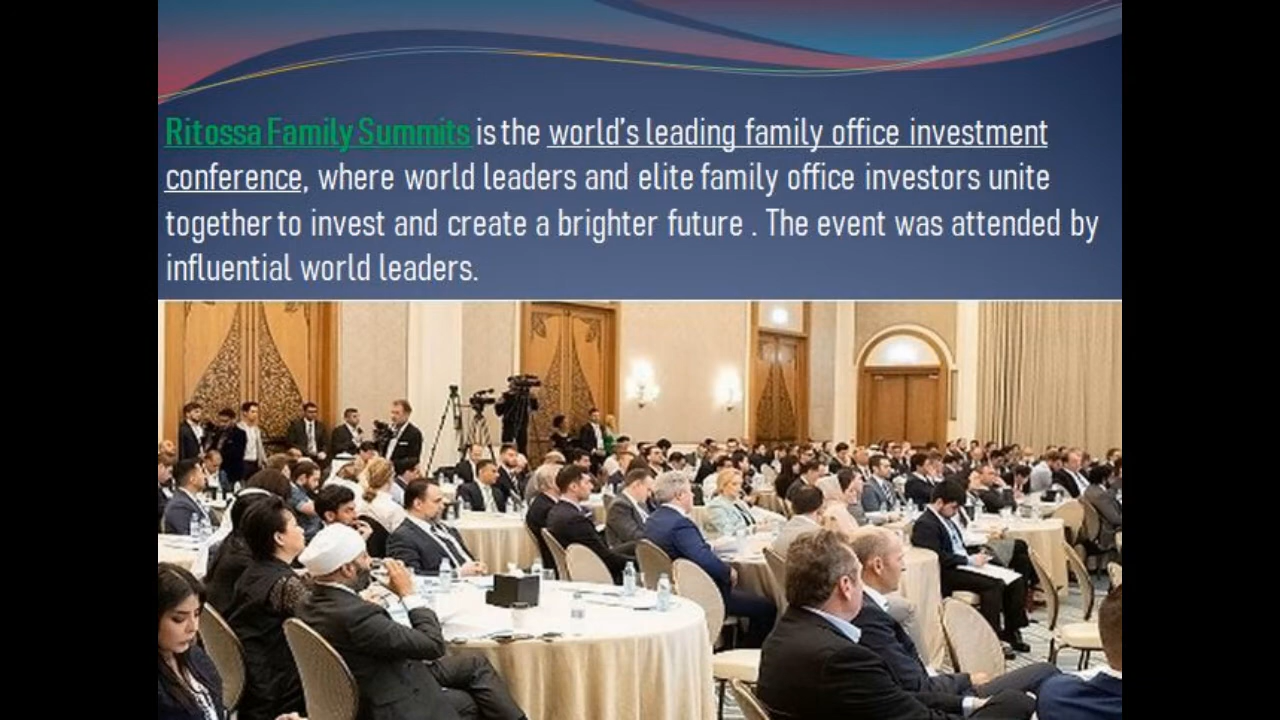 Ritossa Family Summits is the world's leading family office investment
conference, where world leaders and elite family office investors unite
together to invest and create a brighter future . The event was attended by
influential world leaders.